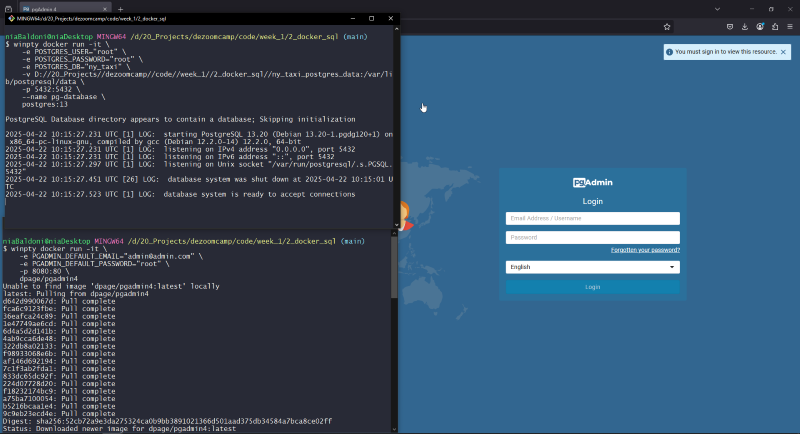 pgAdmin 4
MINGW64:/d/20_Projects/dezoomcamp/code/week_1/2_docker_sql
niaBaldoni@niaDesktop MINGW64 /d/20_Projects/dezoomcamp/code/week_1/2_docker_sql (main)
$ winpty docker run -it \
-e POSTGRES_USER="root" \
-e POSTGRES_PASSWORD="root" \
-e POSTGRES_DB="ny_taxi" \
-v D://20_Projects//dezoomcamp//code//week_1//2_docker_sql//ny_taxi_postgres_data:/var/li
b/postgresql/data \
-p 5432:5432 \
--name pg-database \
postgres:13
PostgreSQL Database directory appears to contain a database; Skipping initialization
2025-04-22 10:15:27.231 UTC [1] LOG:  starting PostgreSQL 13.20 (Debian 13.20-1.pgdg120+1) on
x86_64-pc-linux-gnu, compiled by gcc (Debian 12.2.0-14) 12.2.0, 64-bit
2025-04-22 10:15:27.231 UTC [1] LOG:  listening on IPv4 address "0.0.0.0", port 5432
2025-04-22 10:15:27.231 UTC [1] LOG:  listening on IPv6 address "::", port 5432
2025-04-22 10:15:27.297 UTC [1] LOG:  listening on Unix socket "/var/run/postgresql/.s.PGSQL.
5432"
2025-04-22 10:15:27.451 UTC [26] LOG:  database system was shut down at 2025-04-22 10:15:01 U
TC
2025-04-22 10:15:27.523 UTC [1] LOG:  database system is ready to accept connections
niaBaldoni@niaDesktop MINGW64 /d/20_Projects/dezoomcamp/code/week_1/2_docker_sql (main)
$ winpty docker run -it \
-e PGADMIN_DEFAULT_EMAIL="admin@admin.com" \
-e PGADMIN_DEFAULT_PASSWORD="root" \
-p 8080:80 \
dpage/pgadmin4
Unable to find image 'dpage/pgadmin4:latest' locally
latest: Pulling from dpage/pgadmin4
d642d990067d: Pull complete
fca6c9123fbe: Pull complete
36eafca24c89: Pull complete
1e47749ae6cd: Pull complete
6d4a5d2d141b: Pull complete
4ab9cca6de48: Pull complete
322db8a02133: Pull complete
f98933068e6b: Pull complete
af146d692194: Pull complete
7c1f3ab2fda1: Pull complete
833dc65dc92f: Pull complete
224d07728d20: Pull complete
f18232174bc9: Pull complete
a75ba7100054: Pull complete
b5216bcaa1e4: Pull complete
9c9eb23ecd4e: Pull complete
Digest: sha256:52cb72a9e3da275324ca0b9bb3891021366d501aad375db34584a7bca8ce02ff
Status: Downloaded newer image for dpage/pgadmin4:latest
You must sign in to view this resource.
pgAdmin
Login
Email Address / Username
Password
Forgotten your password?
English
Login